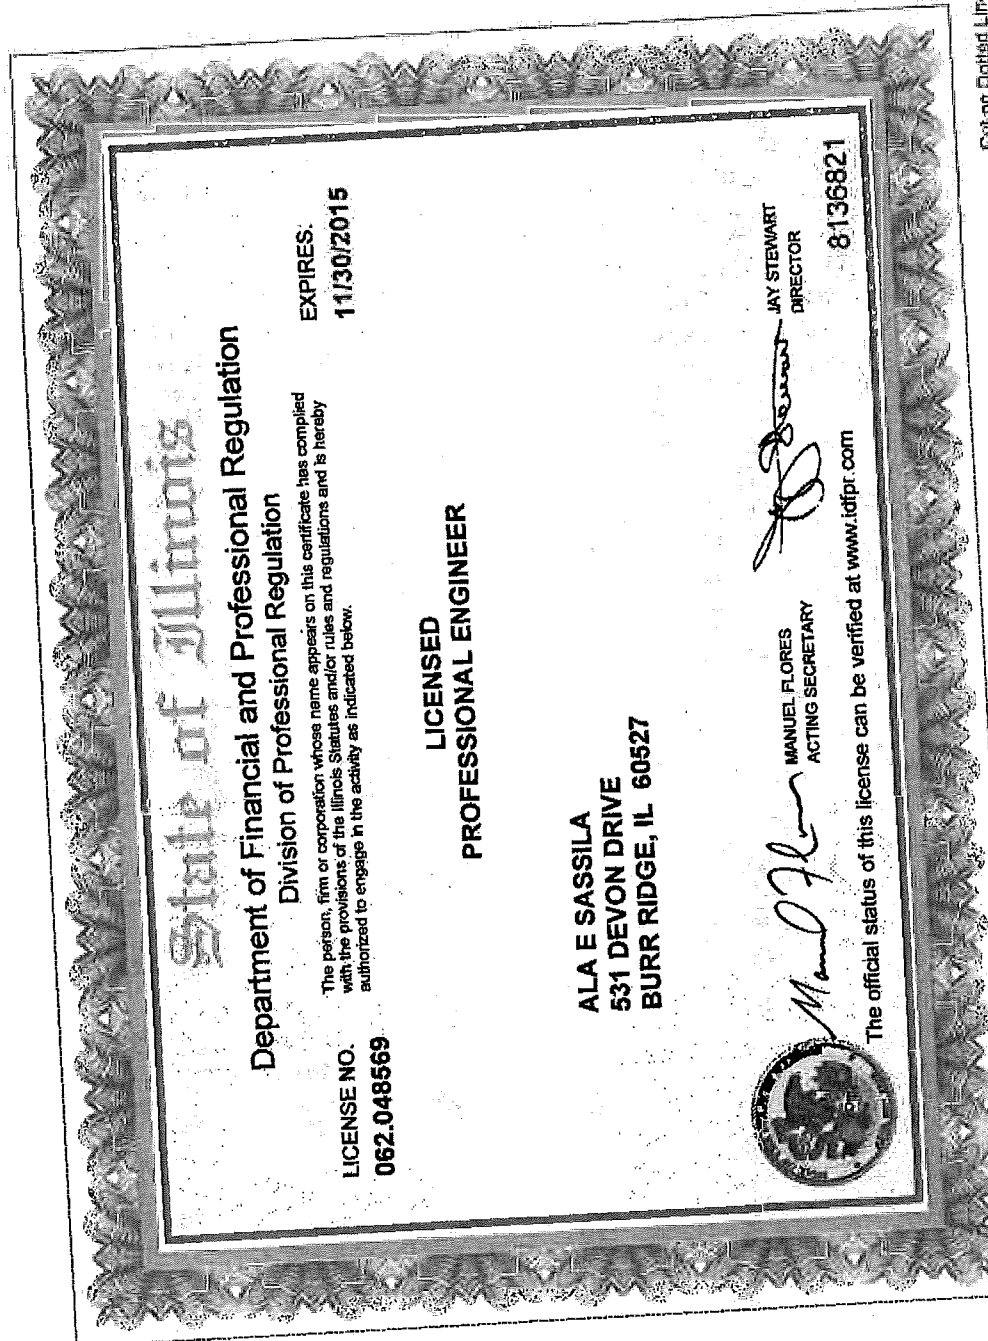 State of Illinois
Department of Financial and Professional Regulation
Division of Professional Regulation
LICENSE NO.
062.048569
The person, firm or corporation whose name appears on this certificate has complied
with the provisions of the Illinois Statutes and/or rules and regulations and is hereby
authorized to engage in the activity as indicated below.
EXPIRES:
11/30/2015
LICENSED
PROFESSIONAL ENGINEER
ALA E SASSILA
531 DEVON DRIVE
BURR RIDGE, IL 60527
MANUEL FLORES
ACTING SECRETARY
JAY STEWART
DIRECTOR
The official status of this license can be verified at www.idfpr.com
8136821
Cut on Dotted Line